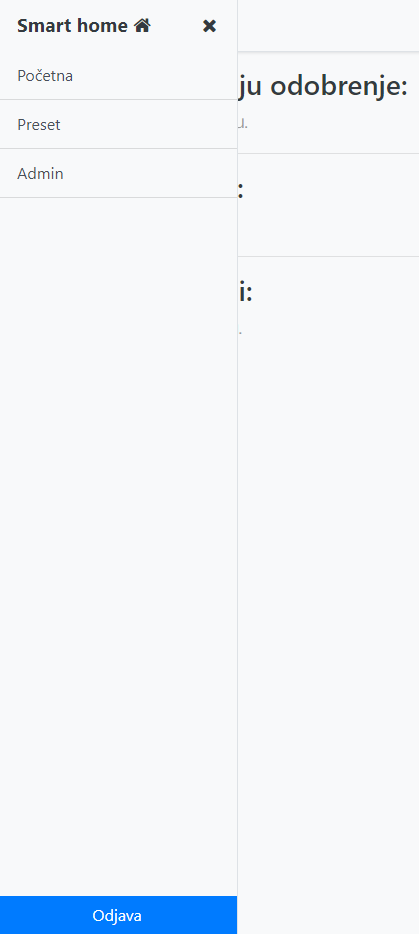 Smart home
Početna
Preset
Admin
ju odobrenje:
u.
:
i:
.
Odjava